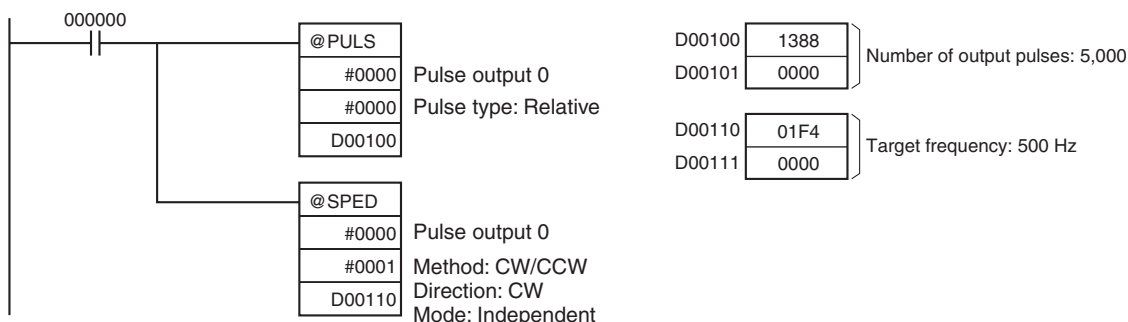 000000
@PULS
#0000 Pulse output 0
#0000 Pulse type: Relative
D00100
@SPED
#0000 Pulse output 0
#0001 Method: CW/CCW
Direction: CW
D00110
Mode: Independent
D00100 1388
D00101 0000
Number of output pulses: 5,000
D00110 01F4
D00111 0000
Target frequency: 500 Hz